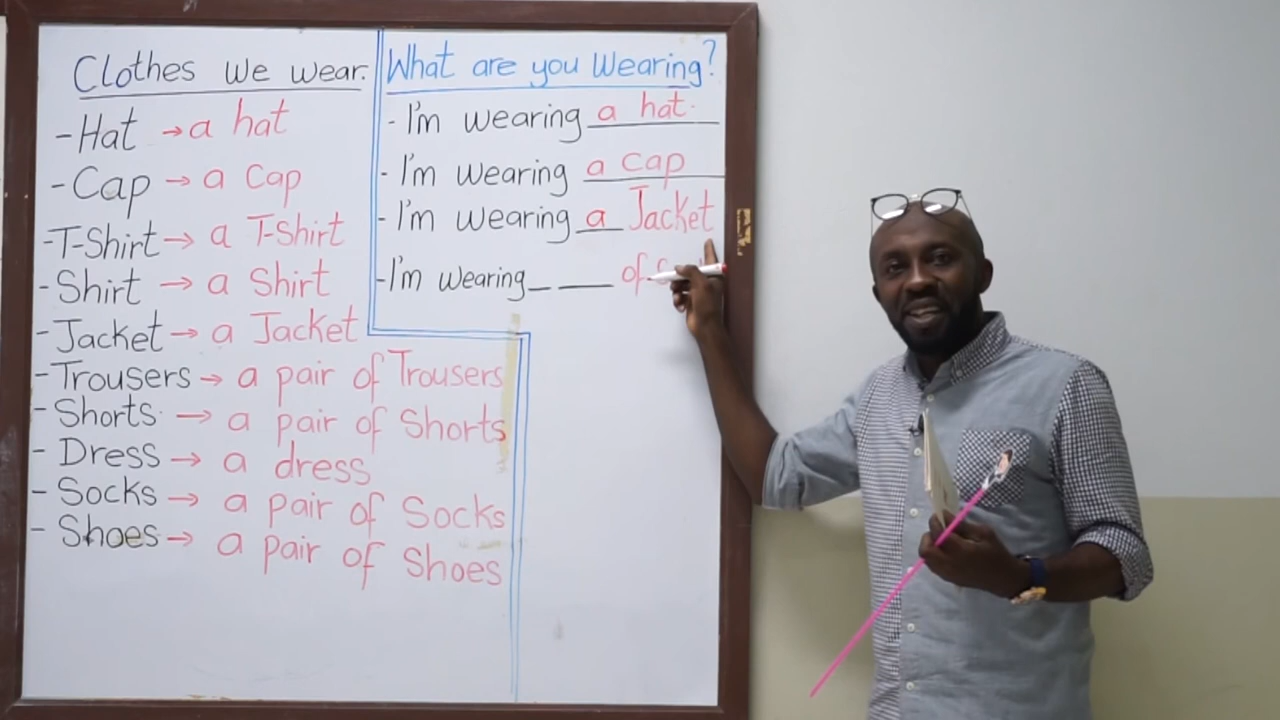 Clothes we wear.
- Hat → a hat
- Cap → a Cap
- T-Shirt → a T-Shirt
- Shirt → a Shirt
- Jacket → a Jacket
- Trousers → a pair of Trousers
- Shorts → a pair of Shorts
- Dress → a dress
- Socks → a pair of Socks
- Shoes → a pair of Shoes
What are you Wearing?
- I'm wearing a hat.
- I'm wearing a cap
- I'm wearing a Jacket
- I'm wearing _ __ of